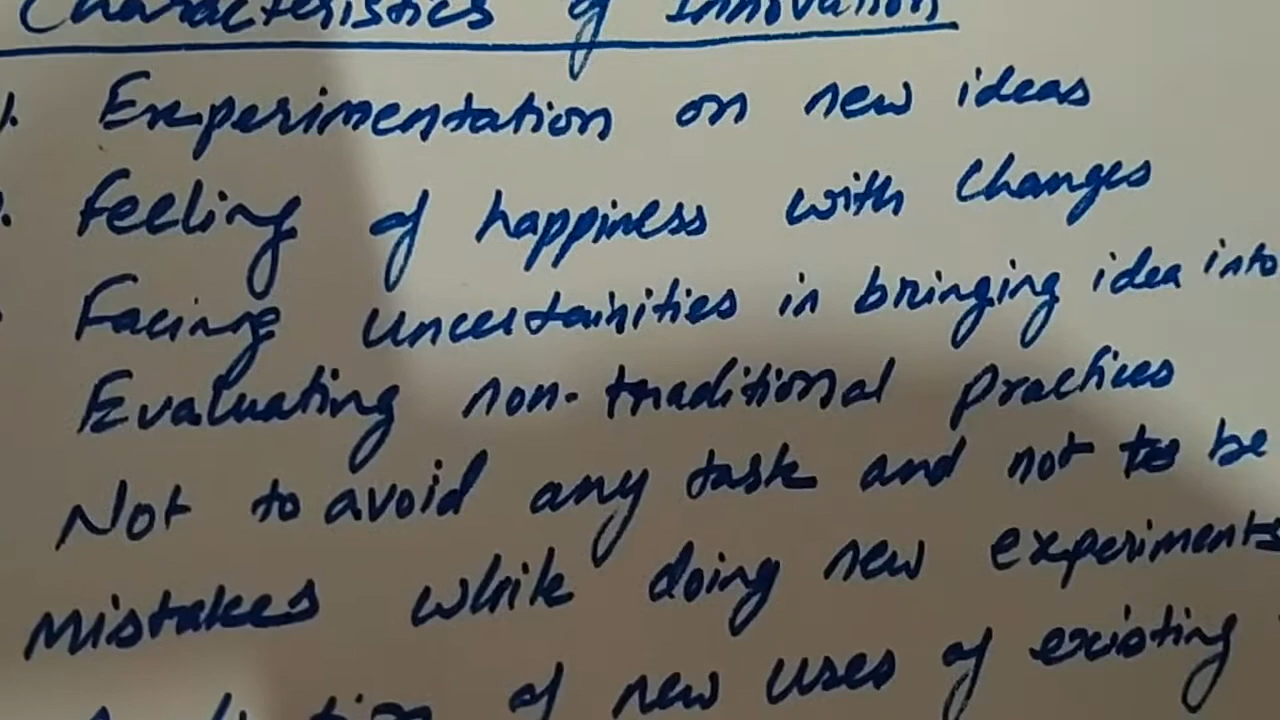 Characteristics of Innovation
1. Experimentation on new ideas
feeling of happiness with changes
Facing uncertainities in bringing idea into
Evaluating non-traditional practices
Not to avoid any task and not to be
Mistakes while doing new experiments
of new uses of existing